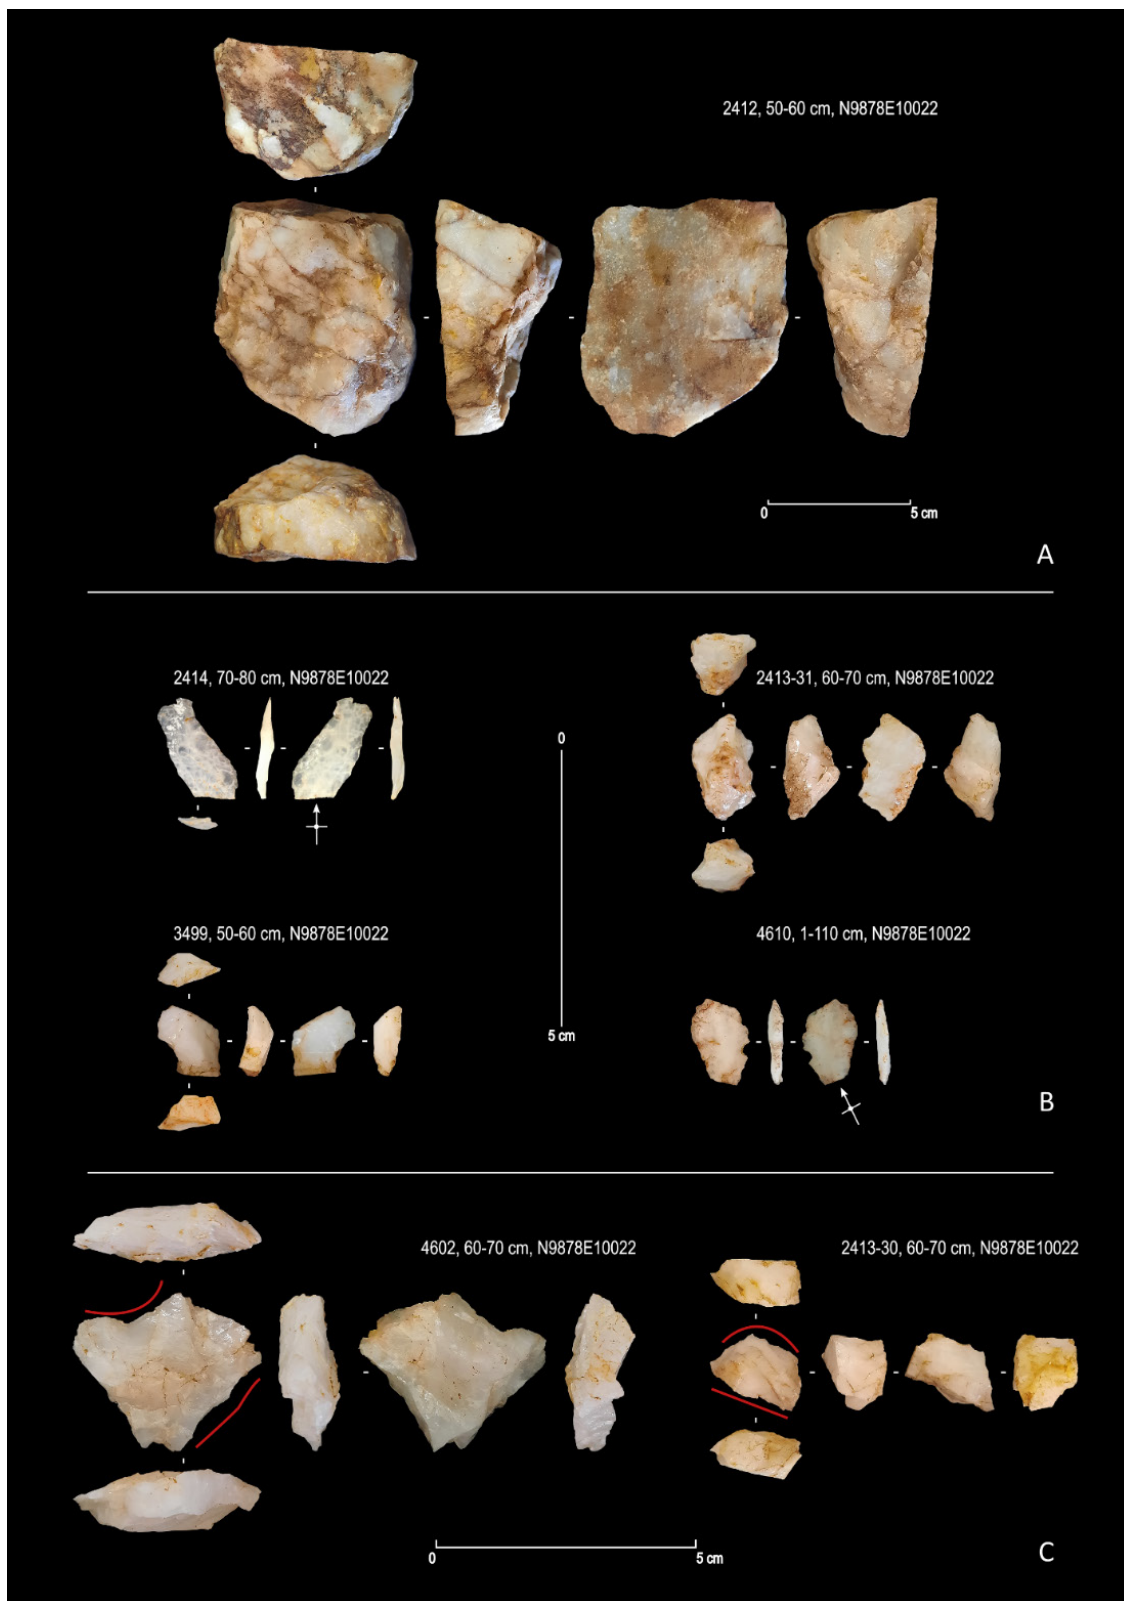 2412, 50-60 cm, N9878E10022
0 5 cm
A
2414, 70-80 cm, N9878E10022
2413-31, 60-70 cm, N9878E10022
0
3499, 50-60 cm, N9878E10022
4610, 1-110 cm, N9878E10022
5 cm
B
4602, 60-70 cm, N9878E10022
2413-30, 60-70 cm, N9878E10022
0 5 cm
C